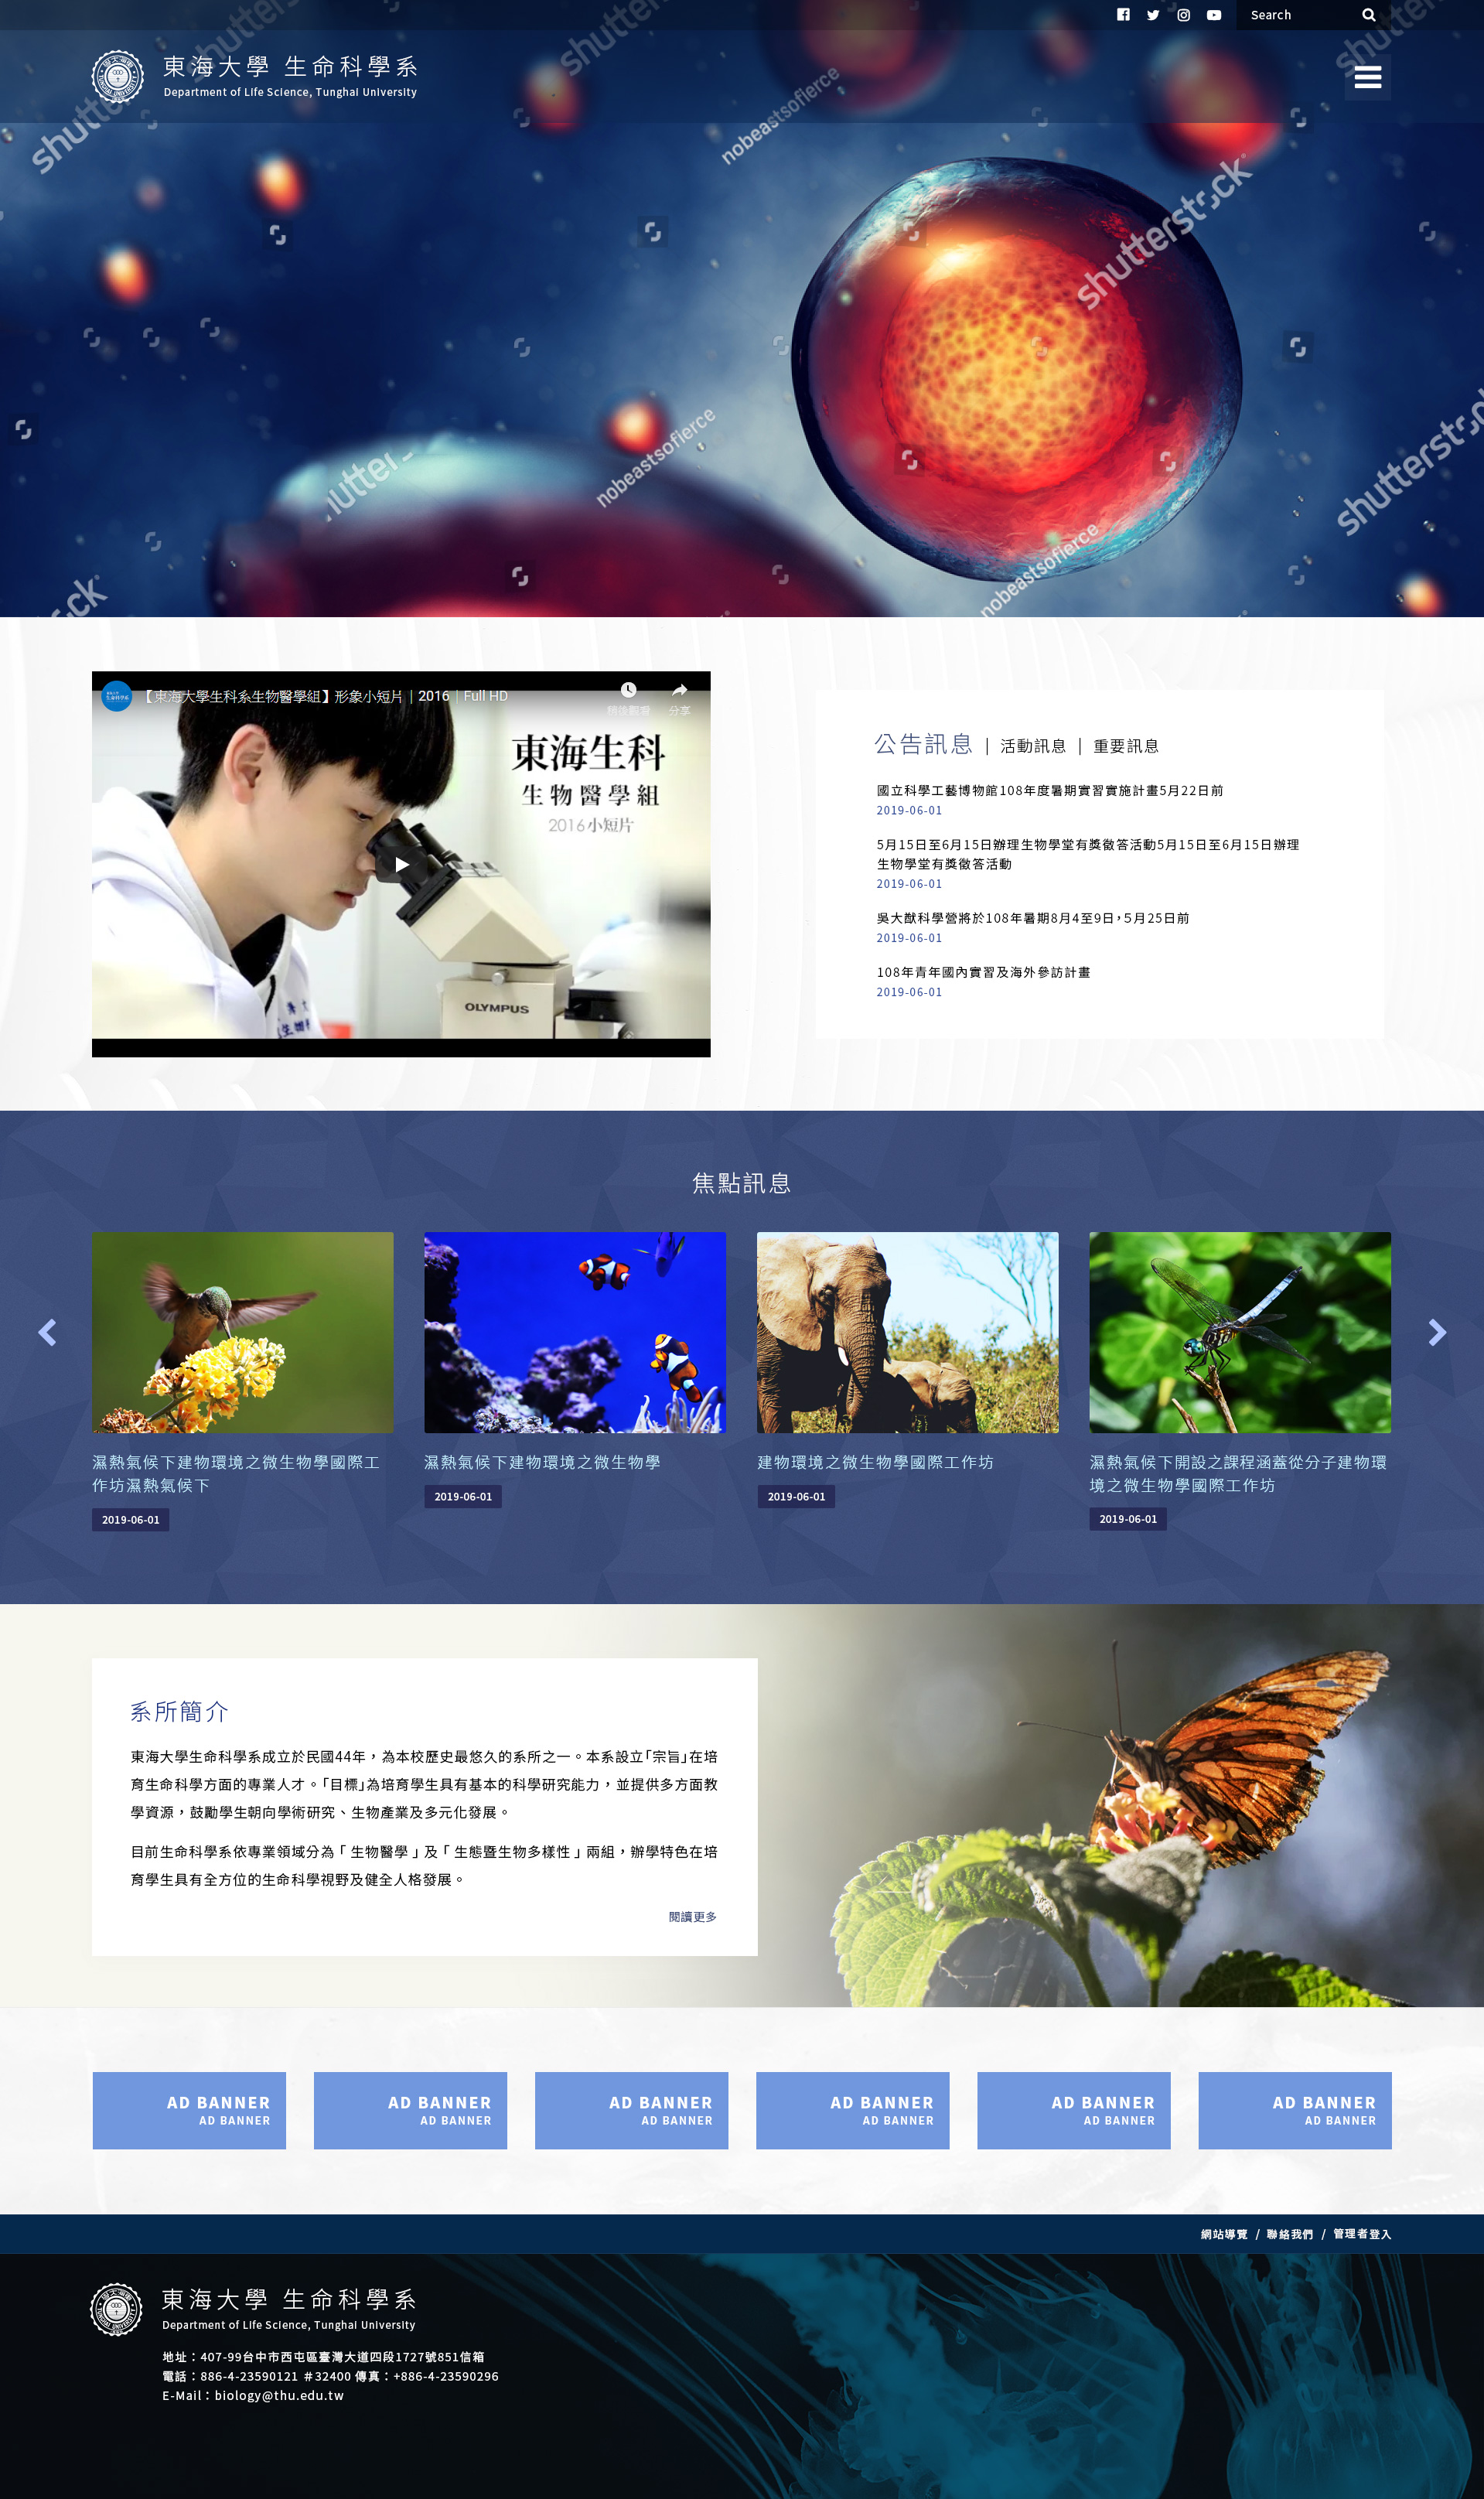 Search
東海大學 生命科學系
Department of Life Science, Tunghai University
shutterstock
nobeastsofierce
shutterstock
nobeastsofierce
shutterstock
nobeastsofierce
【東海大學生科系生物醫學組】形象小短片｜2016｜Full HD
稍後觀看 分享
東海生科
生物醫學組
2016小短片
OLYMPUS
公告訊息 | 活動訊息 | 重要訊息
國立科學工藝博物館108年度暑期實習實施計畫5月22日前
2019-06-01
5月15日至6月15日辦理生物學堂有獎徵答活動5月15日至6月15日辦理
生物學堂有獎徵答活動
2019-06-01
吳大猷科學營將於108年暑期8月4至9日，5月25日前
2019-06-01
108年青年國內實習及海外參訪計畫
2019-06-01
焦點訊息
濕熱氣候下建物環境之微生物學國際工
作坊濕熱氣候下
2019-06-01
濕熱氣候下建物環境之微生物學
2019-06-01
建物環境之微生物學國際工作坊
2019-06-01
濕熱氣候下開設之課程涵蓋從分子建物環
境之微生物學國際工作坊
2019-06-01
系所簡介
東海大學生命科學系成立於民國44年，為本校歷史最悠久的系所之一。本系設立「宗旨」在培
育生命科學方面的專業人才。「目標」為培育學生具有基本的科學研究能力，並提供多方面教
學資源，鼓勵學生朝向學術研究、生物產業及多元化發展。
目前生命科學系依專業領域分為「生物醫學」及「生態暨生物多樣性」兩組，辦學特色在培
育學生具有全方位的生命科學視野及健全人格發展。
閱讀更多
AD BANNER
AD BANNER
AD BANNER
AD BANNER
AD BANNER
AD BANNER
AD BANNER
AD BANNER
AD BANNER
AD BANNER
AD BANNER
AD BANNER
網站導覽 / 聯絡我們 / 管理者登入
東海大學 生命科學系
Department of Life Science, Tunghai University
地址：407-99台中市西屯區臺灣大道四段1727號851信箱
電話：886-4-23590121 #32400 傳真：+886-4-23590296
E-Mail：biology@thu.edu.tw